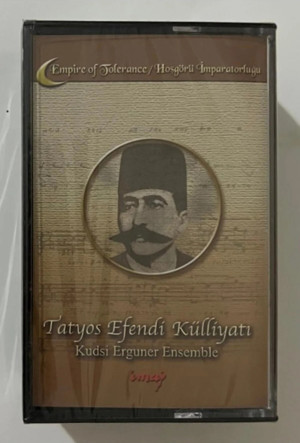 Empire of Tolerance / Hoşgörü İmparatorluğu
Tatyos Efendi Külliyatı
Kudsi Erguner Ensemble